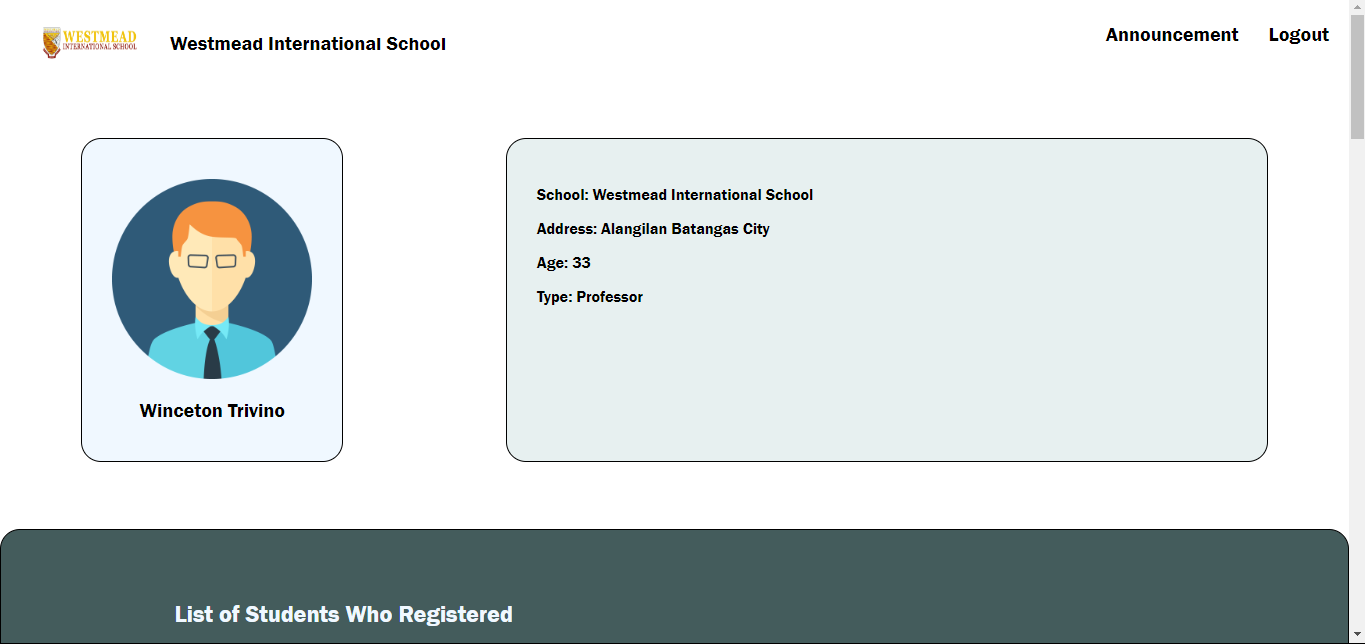 WESTMEAD
INTERNATIONAL SCHOOL
Westmead International School
Announcement
Logout
Winceton Trivino
School: Westmead International School
Address: Alangilan Batangas City
Age: 33
Type: Professor
List of Students Who Registered